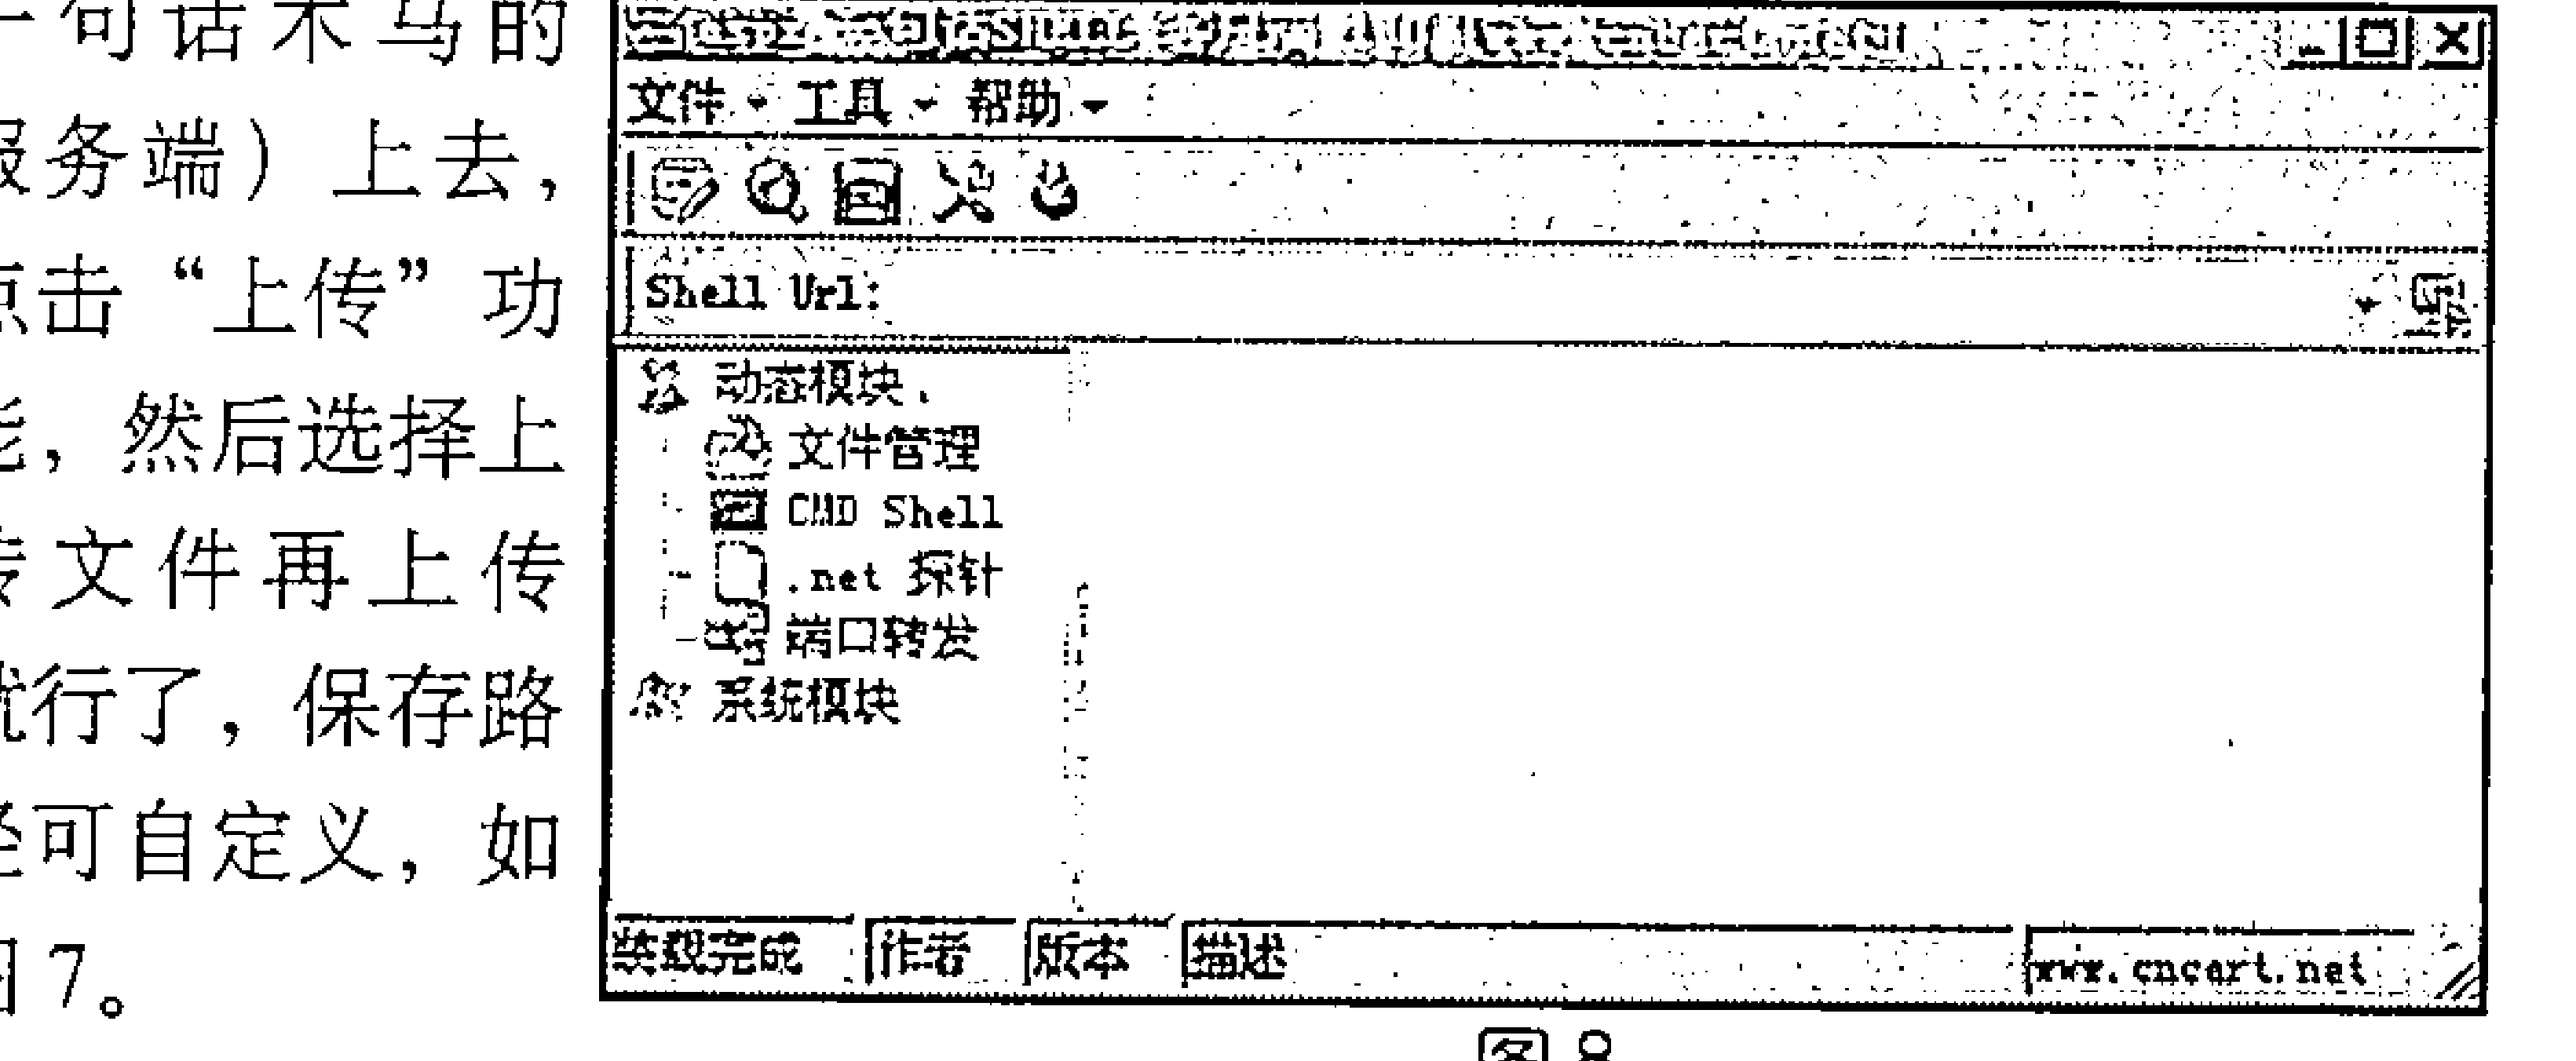 一句话木马的
服务端）上去，
点击“上传”功
能，然后选择上
传文件再上传
就行了，保存路
径可自定义，如
图7。
文件 工具 帮助
Shell Url:
动态模块
文件管理
CMD Shell
.net 探针
端口转发
系统模块
装载完成 作者 版本 描述 www.cncert.net
图 8